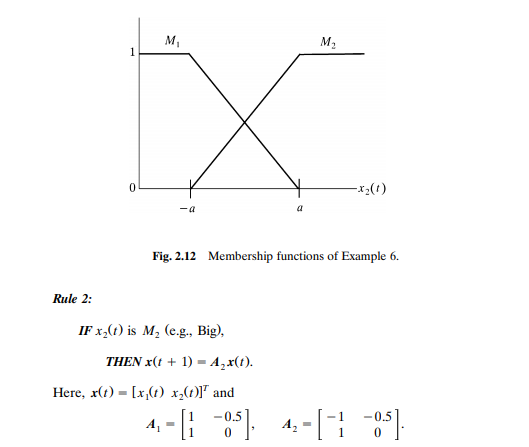 M₁ M₂
1
0 x₂(t)
−a a
Fig. 2.12 Membership functions of Example 6.
Rule 2:
IF x₂(t) is M₂ (e.g., Big),
THEN x(t + 1) = A₂x(t).
Here, x(t) = [x₁(t) x₂(t)]ᵀ and
A₁ = [1 −0.5; 1 0], A₂ = [−1 −0.5; 1 0].